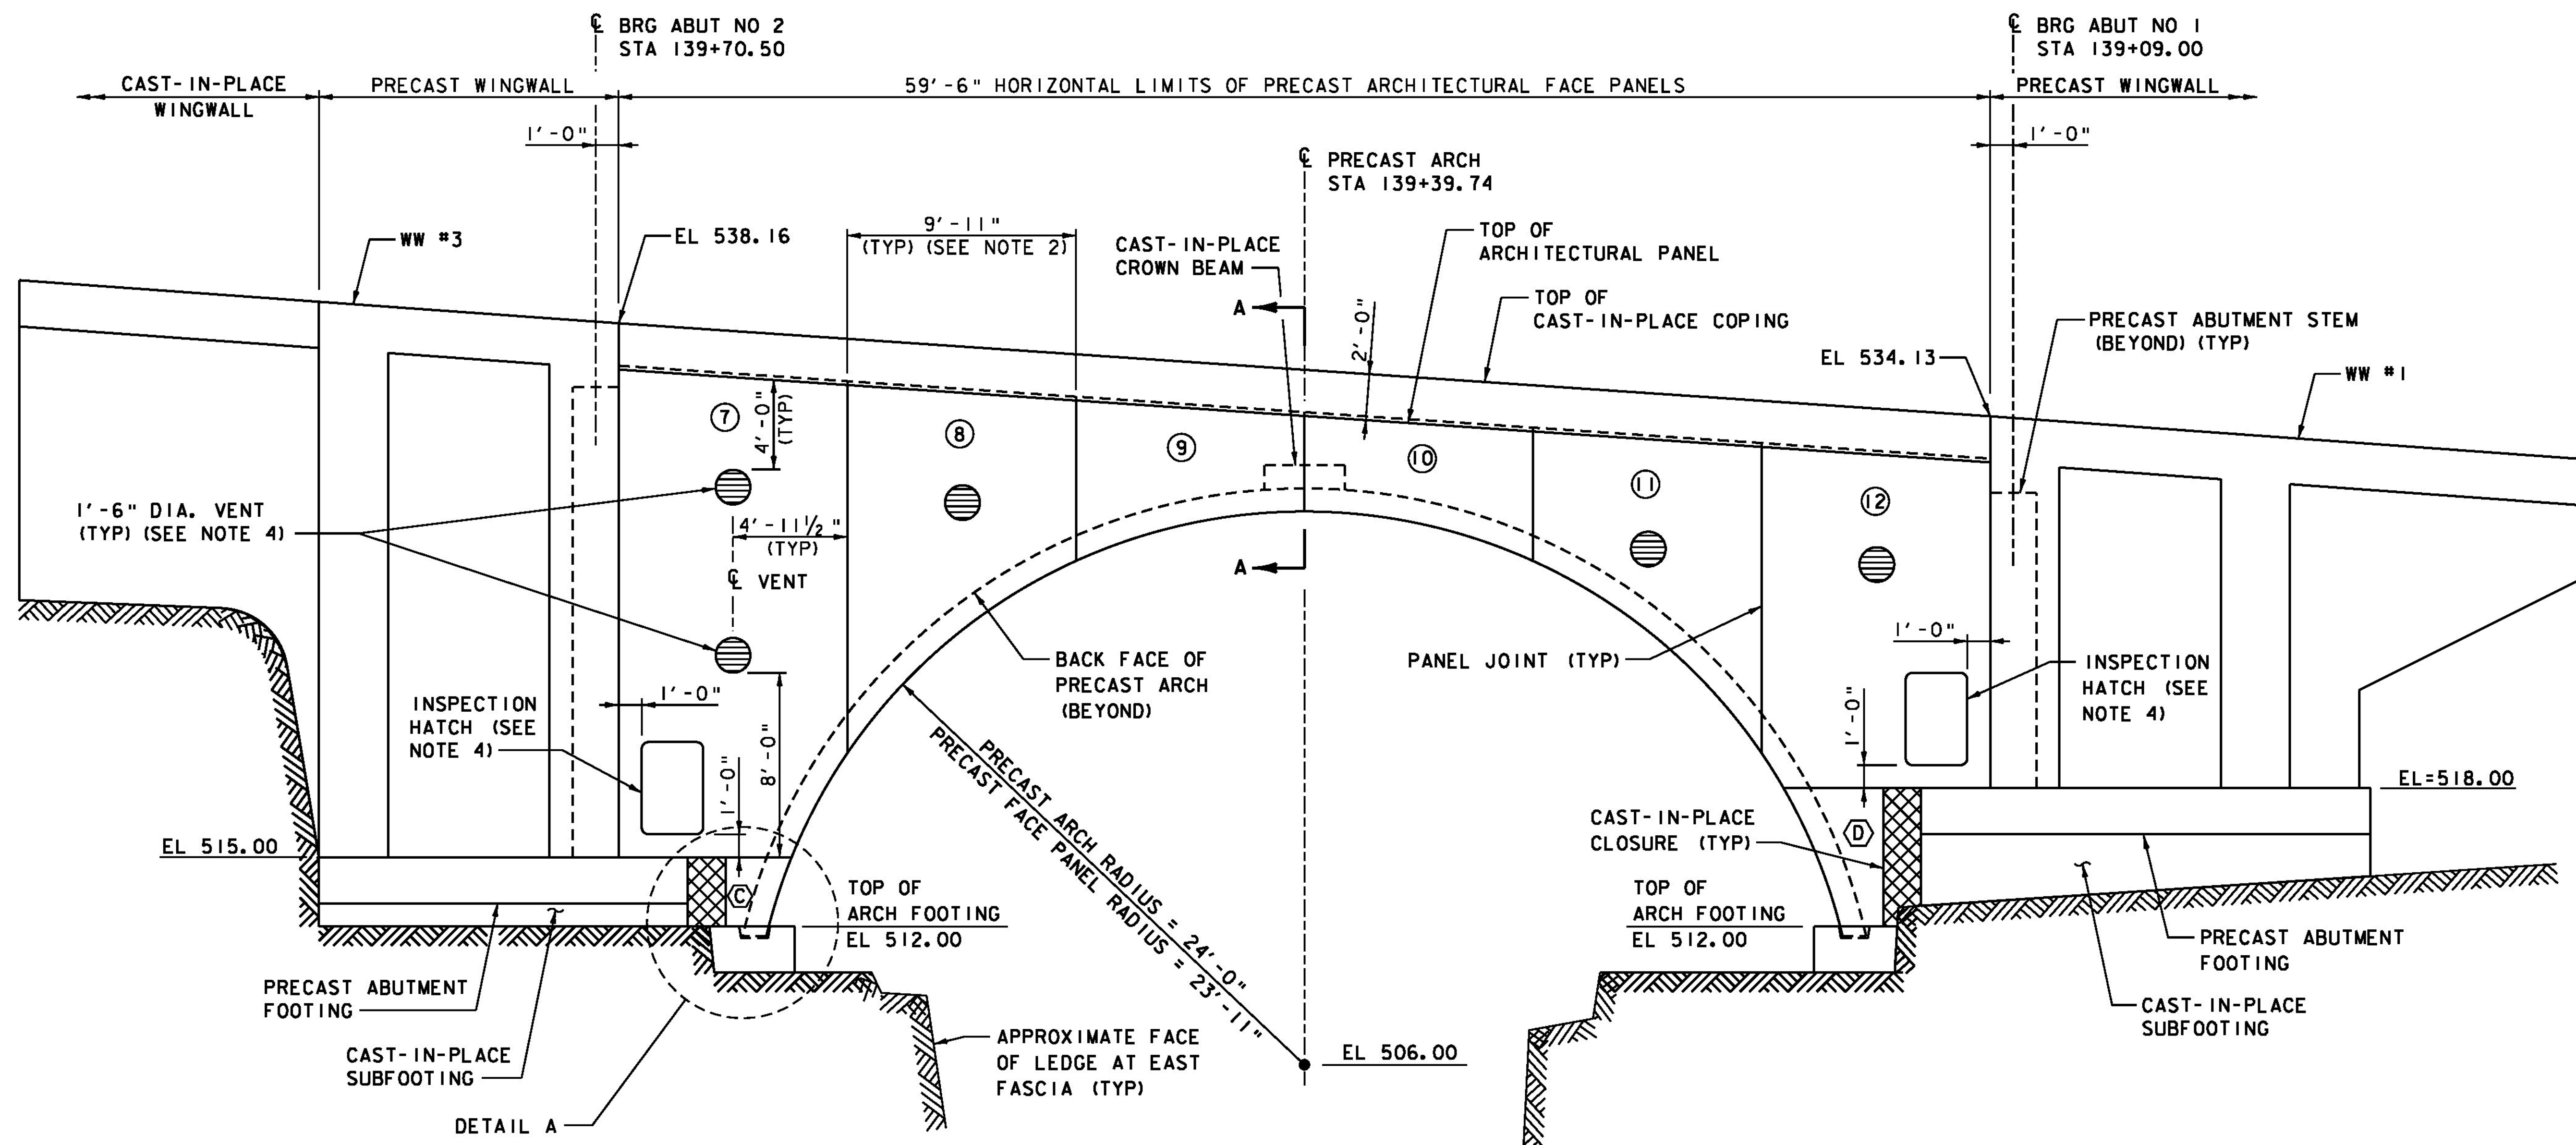 ℄ BRG ABUT NO 2
STA 139+70.50
℄ BRG ABUT NO 1
STA 139+09.00
CAST-IN-PLACE
WINGWALL
PRECAST WINGWALL
59'-6" HORIZONTAL LIMITS OF PRECAST ARCHITECTURAL FACE PANELS
PRECAST WINGWALL
1'-0"
1'-0"
℄ PRECAST ARCH
STA 139+39.74
WW #3
EL 538.16
9'-11"
(TYP) (SEE NOTE 2)
CAST-IN-PLACE
CROWN BEAM
TOP OF
ARCHITECTURAL PANEL
A
2'-0"
TOP OF
CAST-IN-PLACE COPING
EL 534.13
PRECAST ABUTMENT STEM
(BEYOND) (TYP)
WW #1
7
4'-0"
(TYP)
8
9
10
11
12
1'-6" DIA. VENT
(TYP) (SEE NOTE 4)
4'-11 1/2"
(TYP)
℄ VENT
A
BACK FACE OF
PRECAST ARCH
(BEYOND)
PANEL JOINT (TYP)
1'-0"
INSPECTION
HATCH (SEE
NOTE 4)
INSPECTION
HATCH (SEE
NOTE 4)
1'-0"
1'-0"
8'-0"
1'-0"
PRECAST ARCH RADIUS = 24'-0"
PRECAST FACE PANEL RADIUS = 23'-11"
EL=518.00
CAST-IN-PLACE
CLOSURE (TYP)
D
EL 515.00
C
TOP OF
ARCH FOOTING
EL 512.00
TOP OF
ARCH FOOTING
EL 512.00
PRECAST ABUTMENT
FOOTING
PRECAST ABUTMENT
FOOTING
CAST-IN-PLACE
SUBFOOTING
CAST-IN-PLACE
SUBFOOTING
APPROXIMATE FACE
OF LEDGE AT EAST
FASCIA (TYP)
EL 506.00
DETAIL A